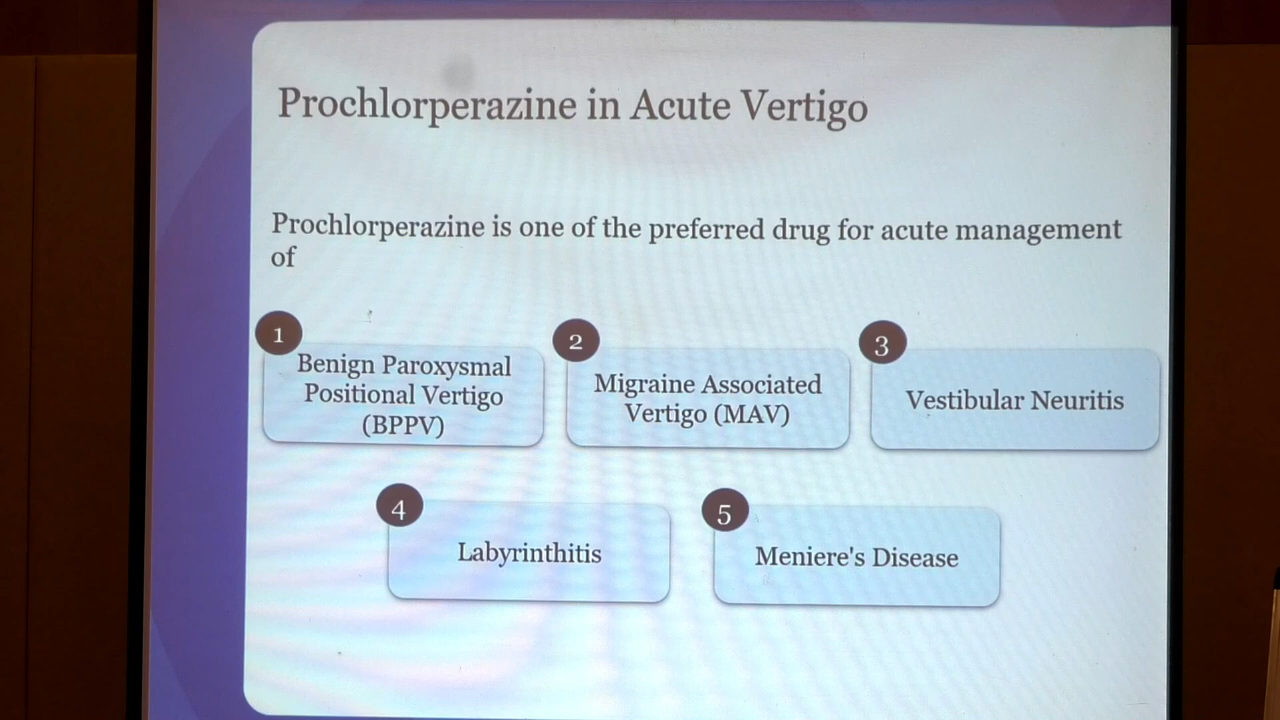 Prochlorperazine in Acute Vertigo
Prochlorperazine is one of the preferred drug for acute management
of
1
Benign Paroxysmal
Positional Vertigo
(BPPV)
2
Migraine Associated
Vertigo (MAV)
3
Vestibular Neuritis
4
Labyrinthitis
5
Meniere's Disease